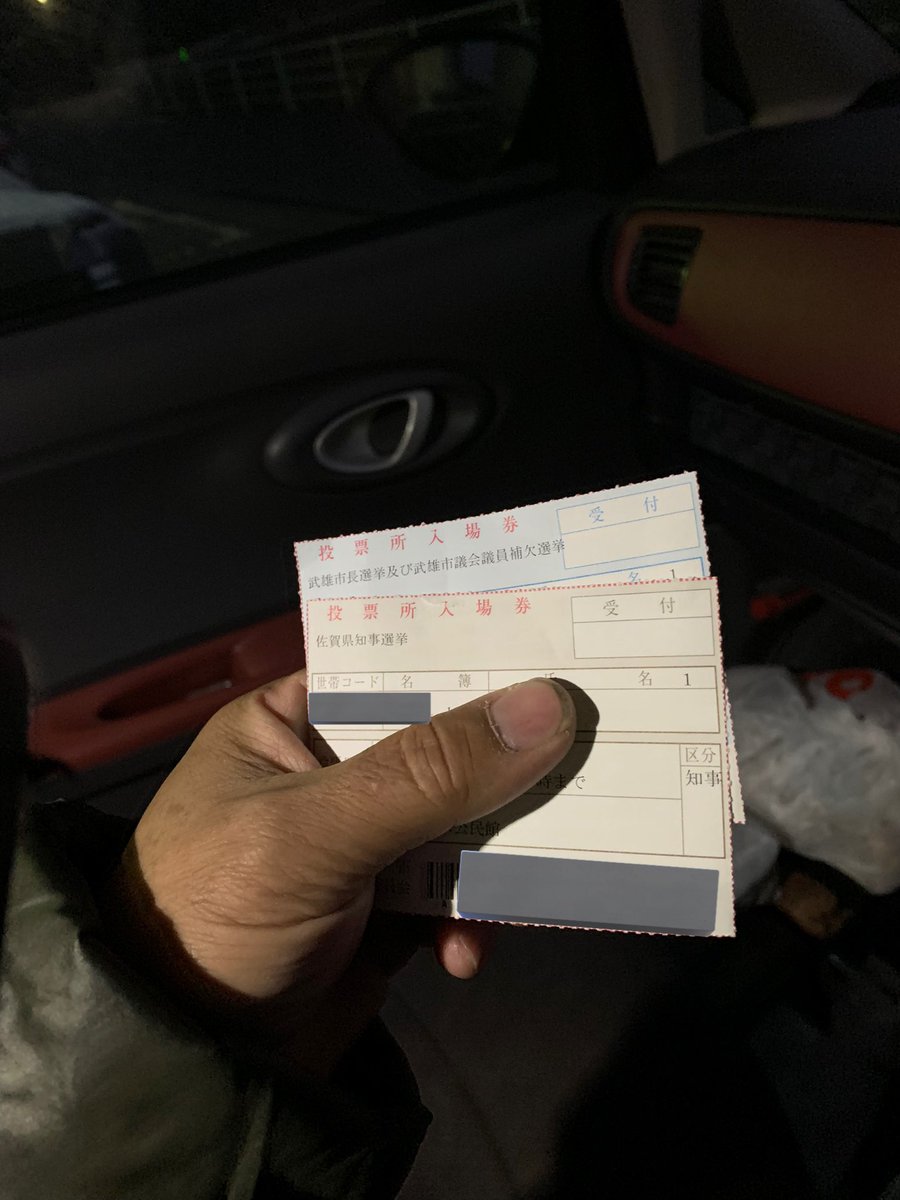 投票所入場券
受付
武雄市長選挙及び武雄市議会議員補欠選挙
名 1
投票所入場券
受付
佐賀県知事選挙
世帯コード 名簿 氏名 1
区分
時まで
知事
公民館